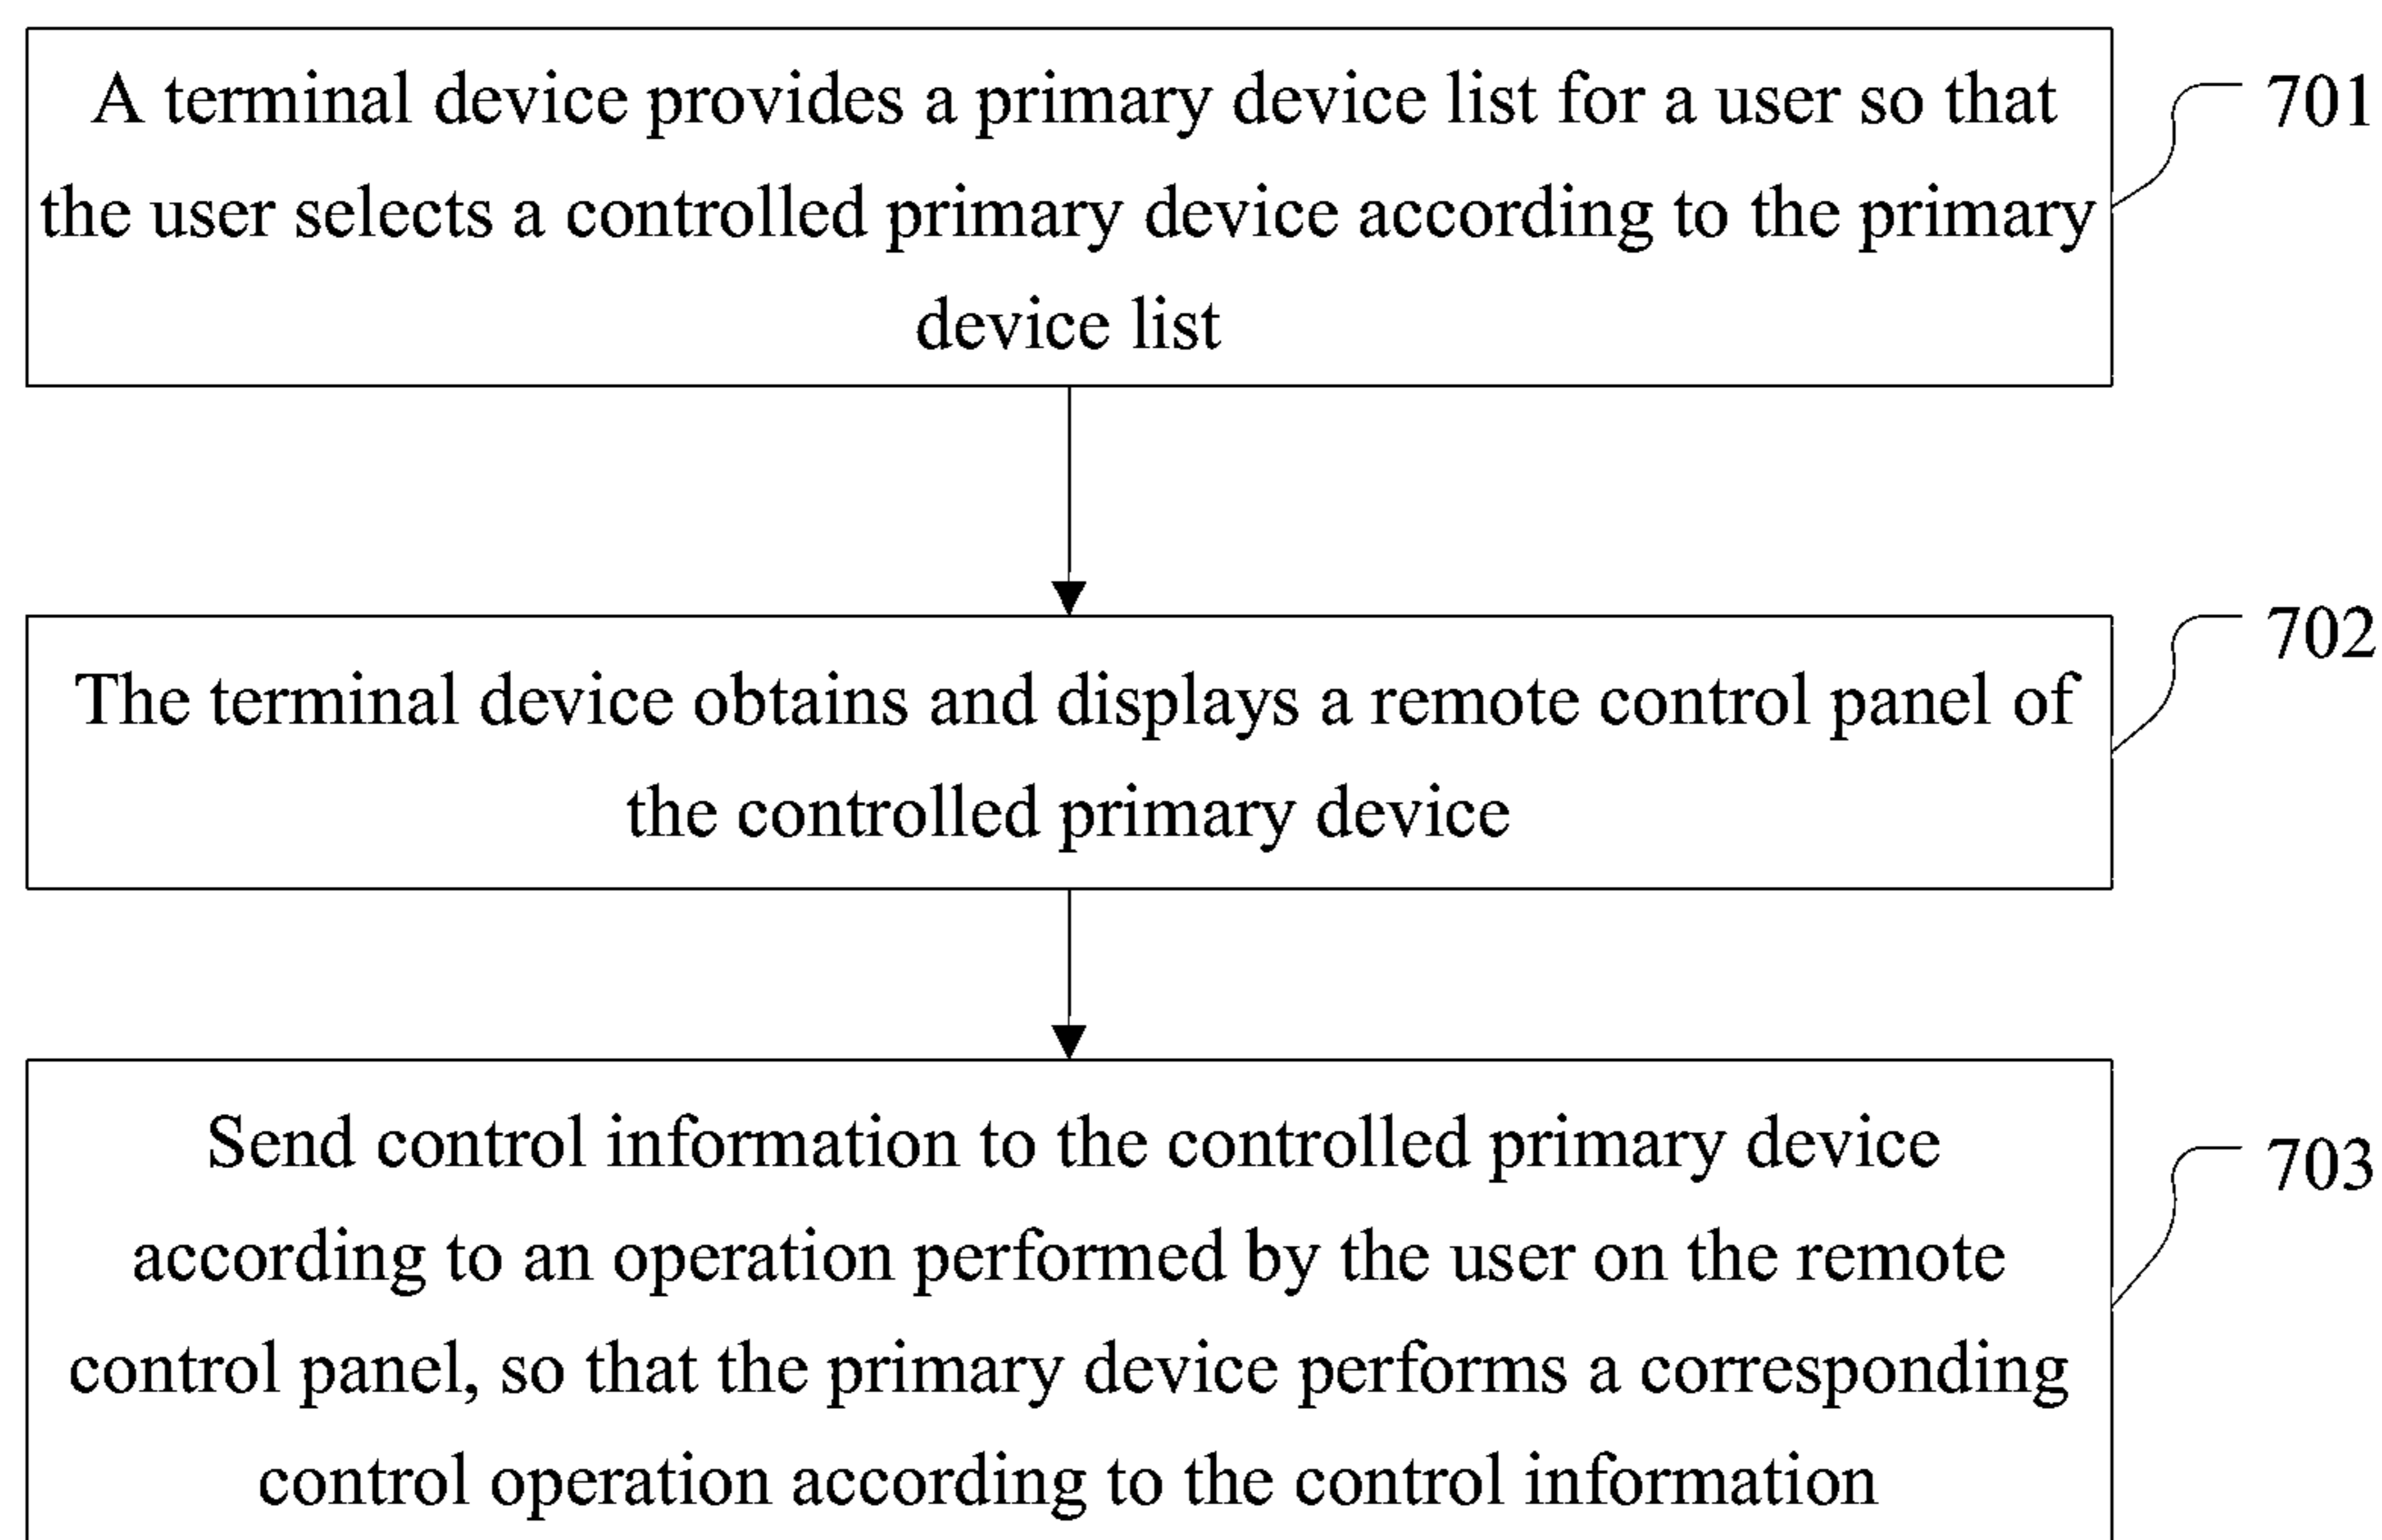 A terminal device provides a primary device list for a user so that
701
the user selects a controlled primary device according to the primary
device list
702
The terminal device obtains and displays a remote control panel of
the controlled primary device
Send control information to the controlled primary device
703
according to an operation performed by the user on the remote
control panel, so that the primary device performs a corresponding
control operation according to the control information